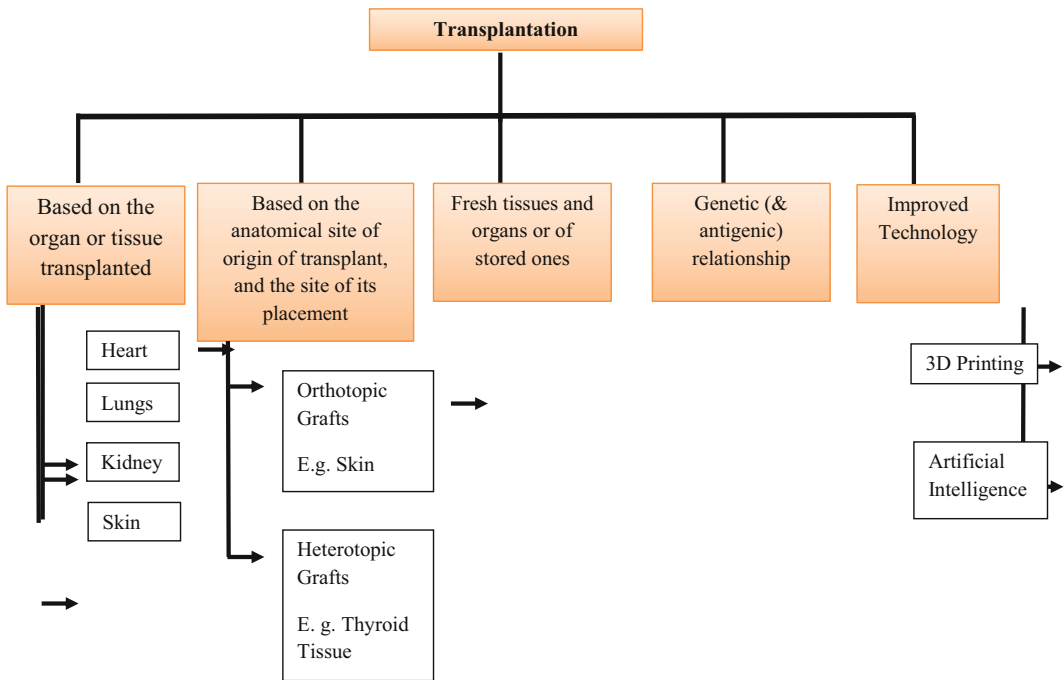 Transplantation
Based on the
organ or tissue
transplanted
Based on the
anatomical site of
origin of transplant,
and the site of its
placement
Fresh tissues and
organs or of
stored ones
Genetic (&
antigenic)
relationship
Improved
Technology
Heart
Lungs
Kidney
Skin
Orthotopic
Grafts
E.g. Skin
Heterotopic
Grafts
E. g. Thyroid
Tissue
3D Printing
Artificial
Intelligence